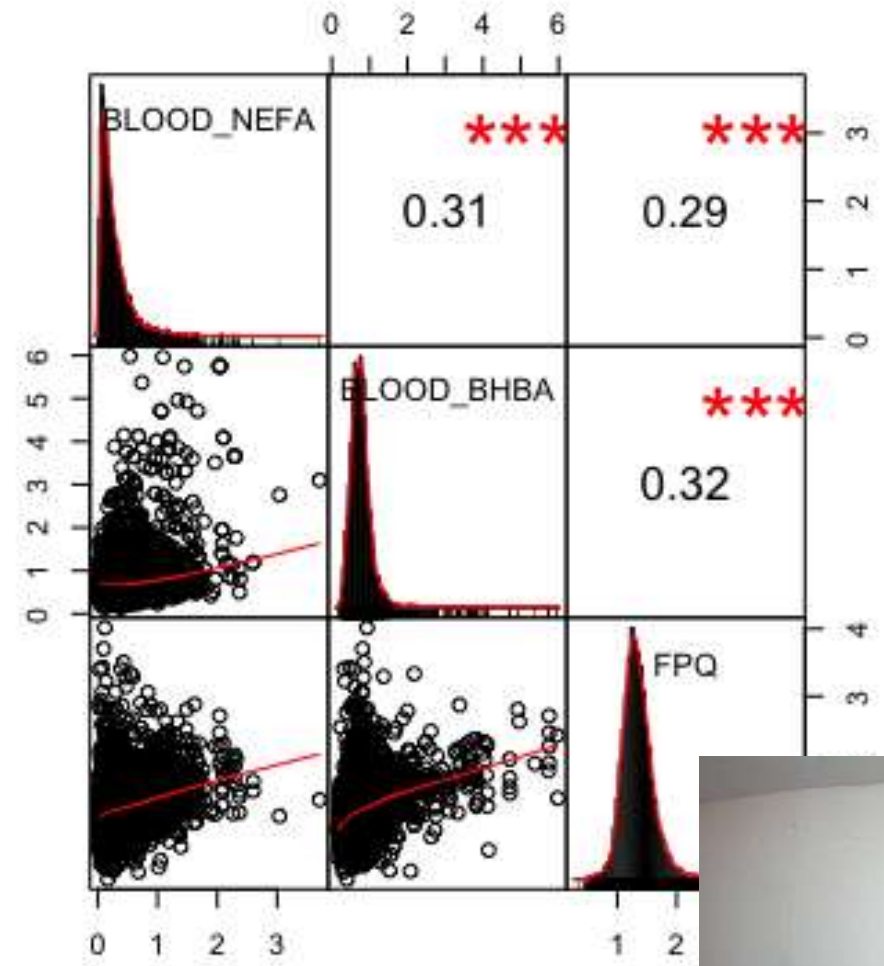 0 2 4 6
BLOOD_NEFA
***
0.31
***
0.29
0 1 2 3
0 1 2 3 4 5 6
BLOOD_BHBA
***
0.32
FPQ
3 4
0 1 2 3
1 2